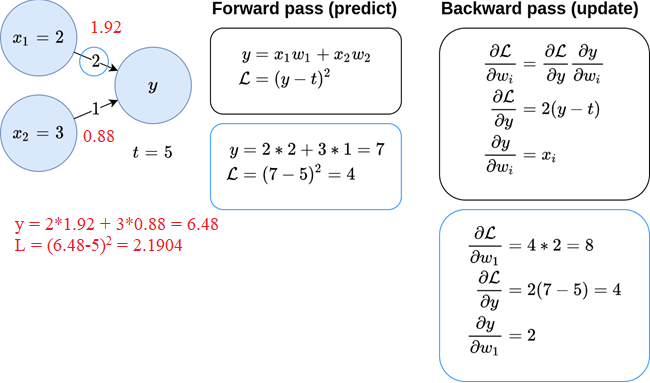 1.92
x₁ = 2
2
y
1
x₂ = 3
0.88
t = 5
Forward pass (predict)
y = x₁w₁ + x₂w₂
ℒ = (y − t)²
y = 2 * 2 + 3 * 1 = 7
ℒ = (7 − 5)² = 4
y = 2*1.92 + 3*0.88 = 6.48
L = (6.48-5)² = 2.1904
Backward pass (update)
∂ℒ/∂wᵢ = ∂ℒ/∂y ∂y/∂wᵢ
∂ℒ/∂y = 2(y − t)
∂y/∂wᵢ = xᵢ
∂ℒ/∂w₁ = 4 * 2 = 8
∂ℒ/∂y = 2(7 − 5) = 4
∂y/∂w₁ = 2